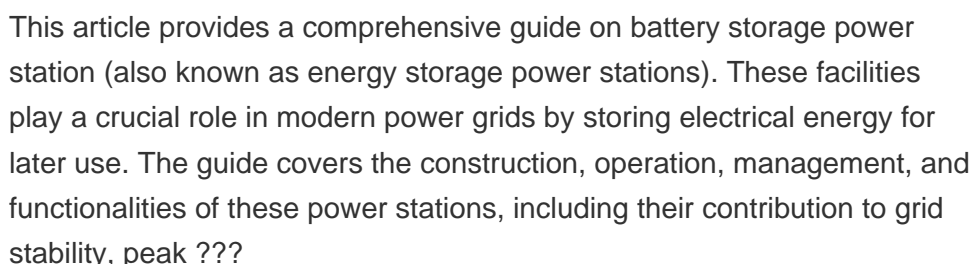 This article provides a comprehensive guide on battery storage power
station (also known as energy storage power stations). These facilities
play a crucial role in modern power grids by storing electrical energy for
later use. The guide covers the construction, operation, management, and
functionalities of these power stations, including their contribution to grid
stability, peak ???